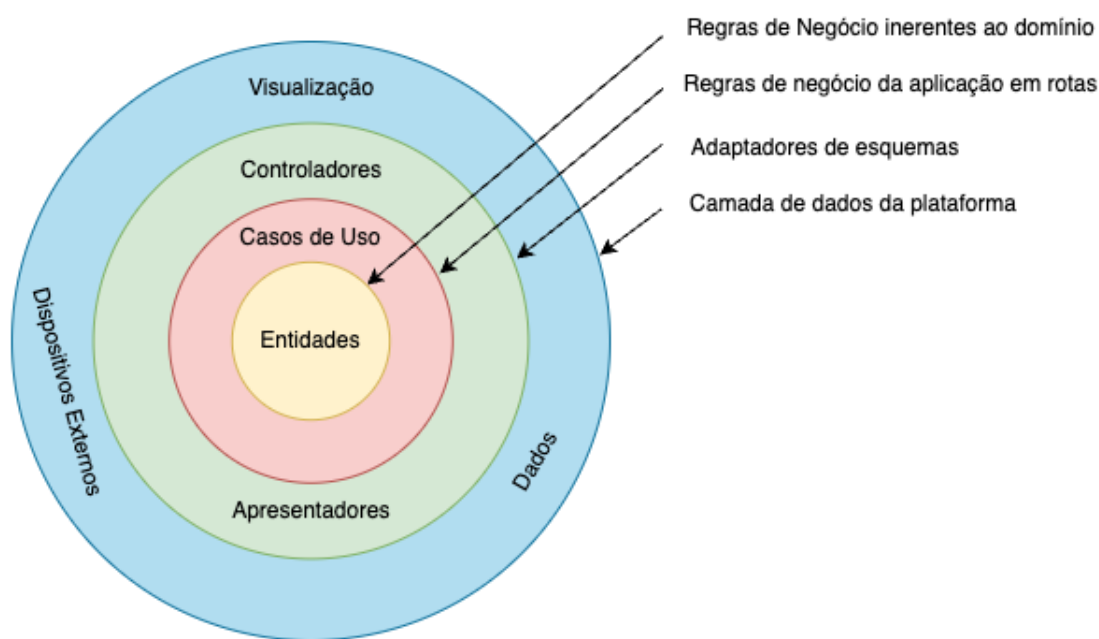 Regras de Negócio inerentes ao domínio
Visualização
Regras de negócio da aplicação em rotas
Adaptadores de esquemas
Controladores
Camada de dados da plataforma
Casos de Uso
Entidades
Dispositivos Externos
Dados
Apresentadores